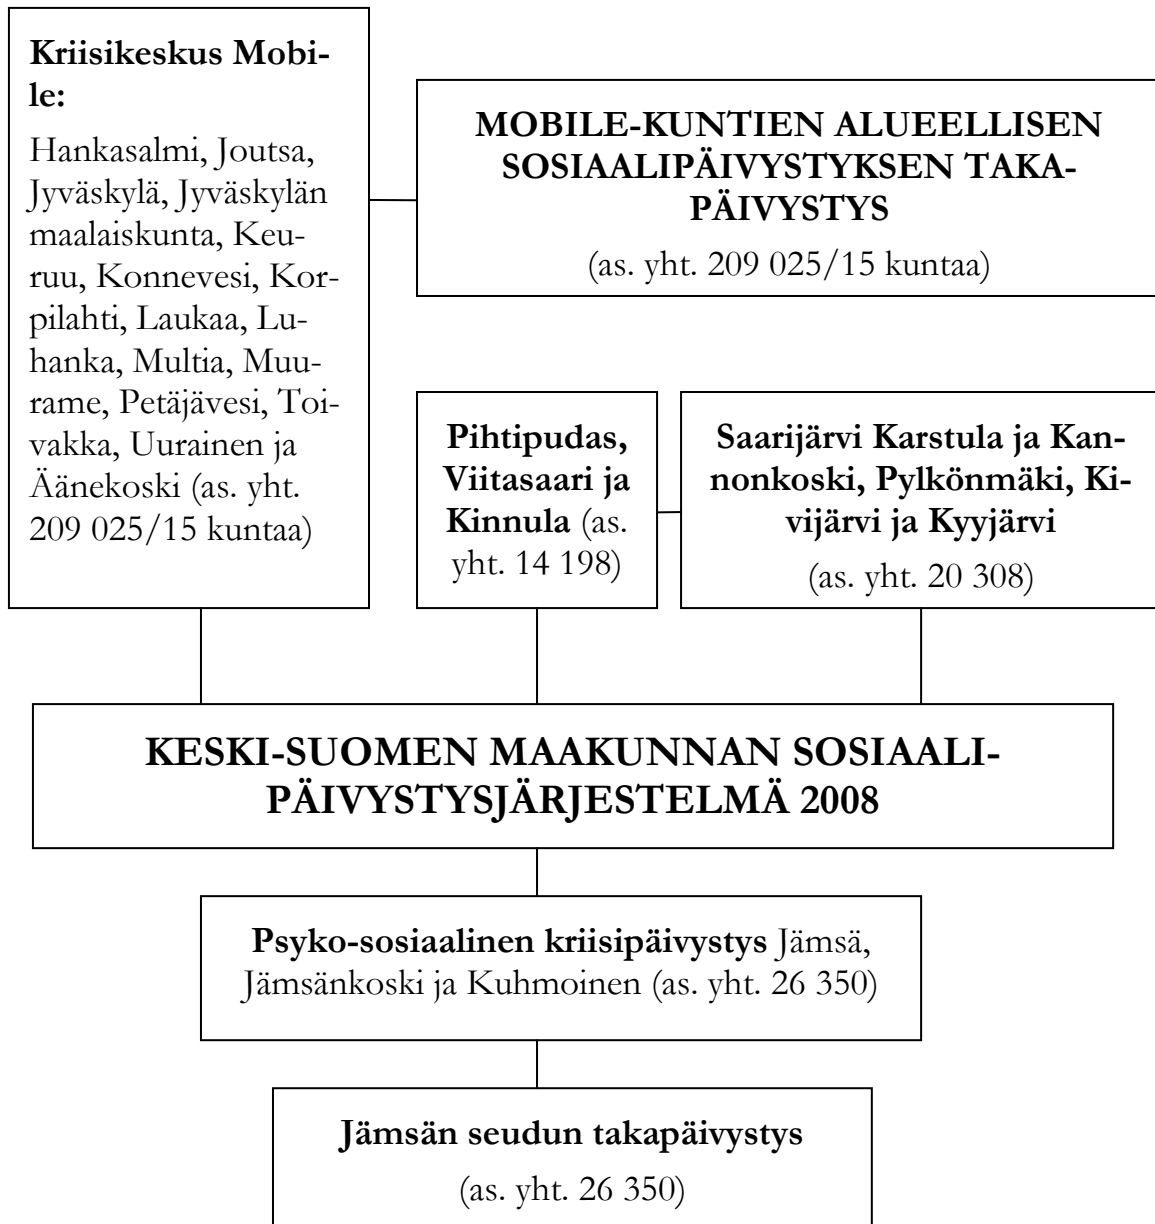 Kriisikeskus Mobi-
le:
Hankasalmi, Joutsa,
Jyväskylä, Jyväskylän
maalaiskunta, Keu-
ruu, Konnevesi, Kor-
pilahti, Laukaa, Lu-
hanka, Multia, Muu-
rame, Petäjävesi, Toi-
vakka, Uurainen ja
Äänekoski (as. yht.
209 025/15 kuntaa)
MOBILE-KUNTIEN ALUEELLISEN
SOSIAALIPÄIVYSTYKSEN TAKA-
PÄIVYSTYS
(as. yht. 209 025/15 kuntaa)
Pihtipudas,
Viitasaari ja
Kinnula (as.
yht. 14 198)
Saarijärvi Karstula ja Kan-
nonkoski, Pylkönmäki, Ki-
vijärvi ja Kyyjärvi
(as. yht. 20 308)
KESKI-SUOMEN MAAKUNNAN SOSIAALI-
PÄIVYSTYSJÄRJESTELMÄ 2008
Psyko-sosiaalinen kriisipäivystys Jämsä,
Jämsänkoski ja Kuhmoinen (as. yht. 26 350)
Jämsän seudun takapäivystys
(as. yht. 26 350)